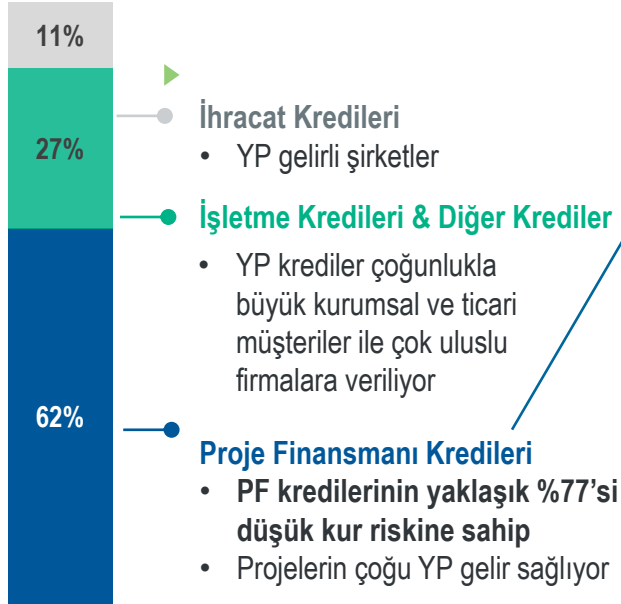 11%
İhracat Kredileri
• YP gelirli şirketler
27%
İşletme Kredileri & Diğer Krediler
• YP krediler çoğunlukla
büyük kurumsal ve ticari
müşteriler ile çok uluslu
firmalara veriliyor
62%
Proje Finansmanı Kredileri
• PF kredilerinin yaklaşık %77’si
düşük kur riskine sahip
• Projelerin çoğu YP gelir sağlıyor